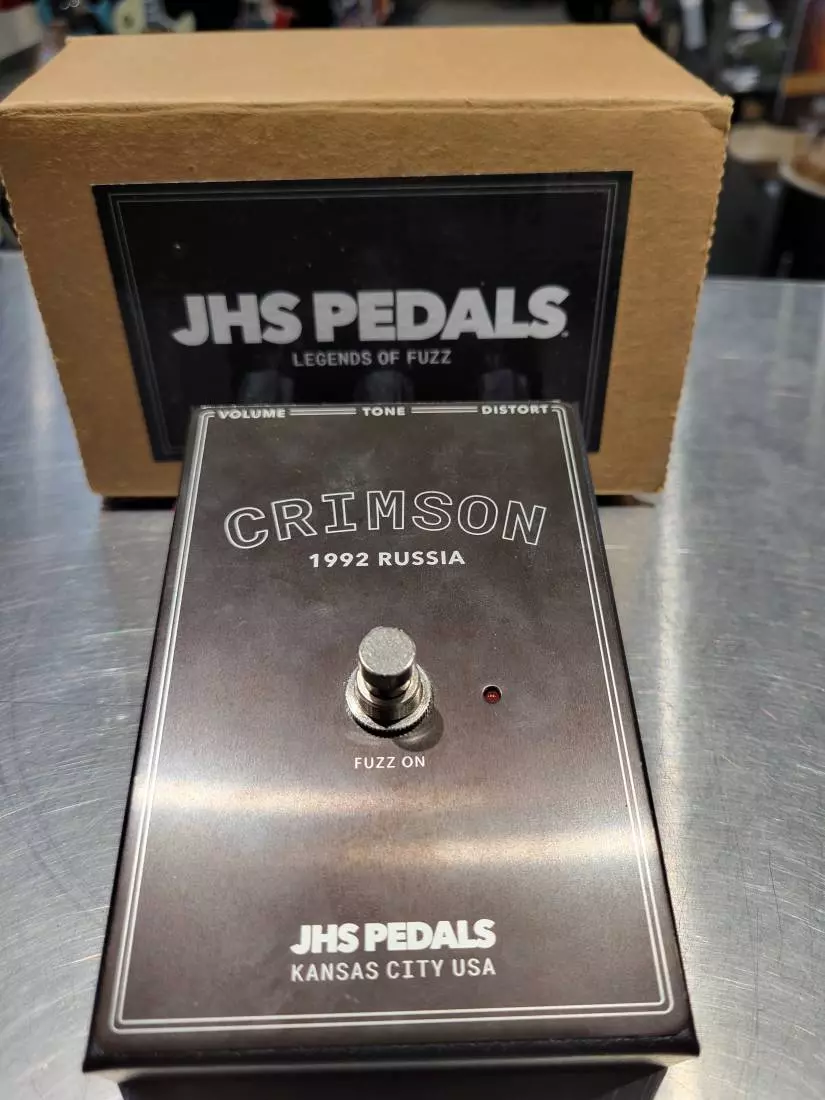 JHS PEDALS
LEGENDS OF FUZZ
VOLUME TONE DISTORT
CRIMSON
1992 RUSSIA
FUZZ ON
JHS PEDALS
KANSAS CITY USA